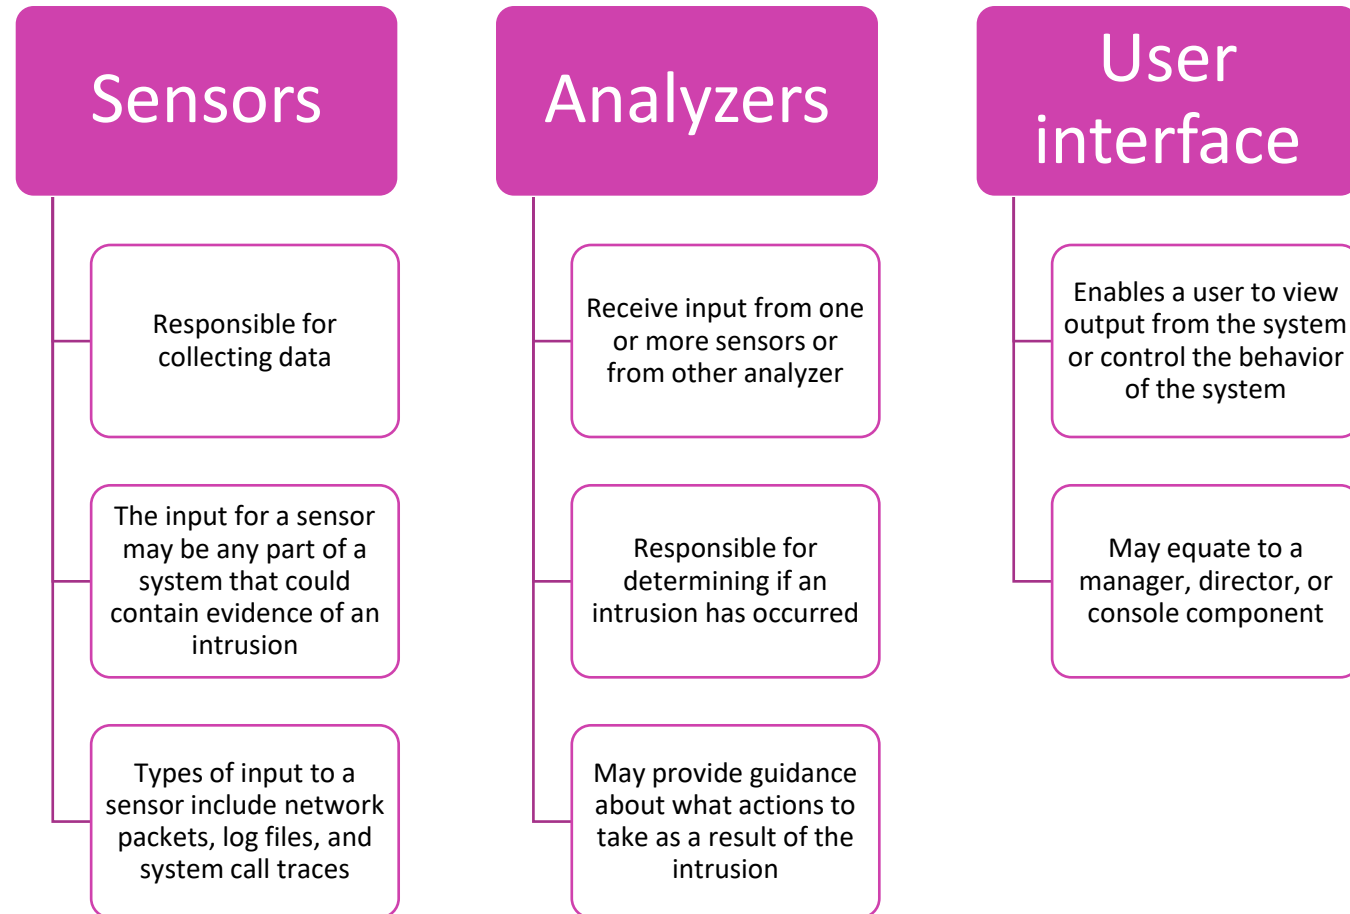 Sensors
Responsible for
collecting data
The input for a sensor
may be any part of a
system that could
contain evidence of an
intrusion
Types of input to a
sensor include network
packets, log files, and
system call traces
Analyzers
Receive input from one
or more sensors or
from other analyzer
Responsible for
determining if an
intrusion has occurred
May provide guidance
about what actions to
take as a result of the
intrusion
User
interface
Enables a user to view
output from the system
or control the behavior
of the system
May equate to a
manager, director, or
console component